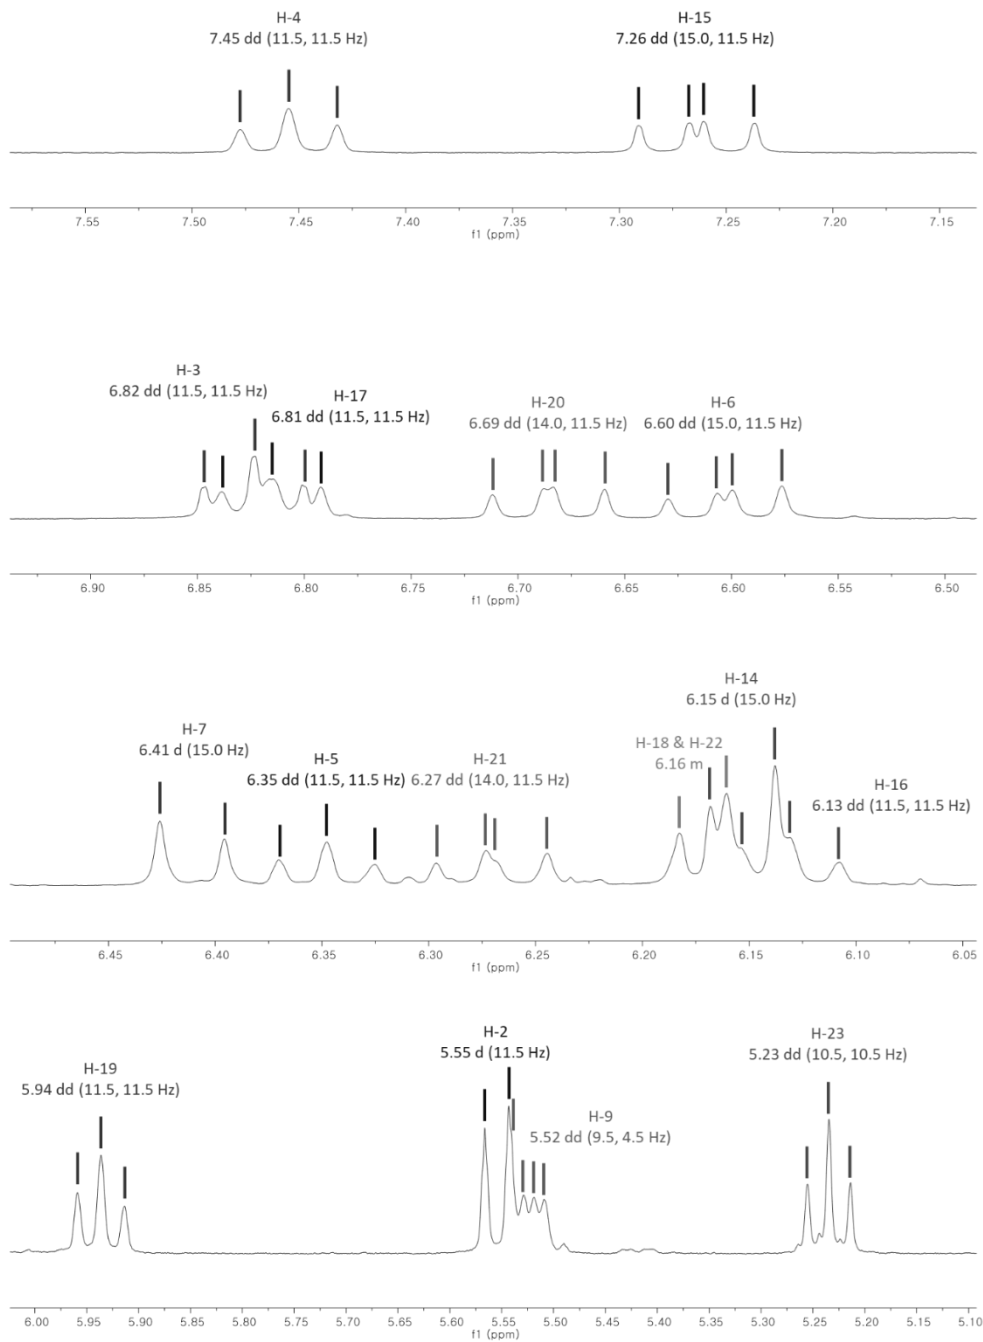 H-4
7.45 dd (11.5, 11.5 Hz)
H-15
7.26 dd (15.0, 11.5 Hz)
7.55 7.50 7.45 7.40 7.35 7.30 7.25 7.20 7.15
f1 (ppm)
H-3
6.82 dd (11.5, 11.5 Hz)
H-17
6.81 dd (11.5, 11.5 Hz)
H-20
6.69 dd (14.0, 11.5 Hz)
H-6
6.60 dd (15.0, 11.5 Hz)
6.90 6.85 6.80 6.75 6.70 6.65 6.60 6.55 6.50
f1 (ppm)
H-7
6.41 d (15.0 Hz)
H-5
6.35 dd (11.5, 11.5 Hz)
H-21
6.27 dd (14.0, 11.5 Hz)
H-18 & H-22
6.16 m
H-14
6.15 d (15.0 Hz)
H-16
6.13 dd (11.5, 11.5 Hz)
6.45 6.40 6.35 6.30 6.25 6.20 6.15 6.10 6.05
f1 (ppm)
H-19
5.94 dd (11.5, 11.5 Hz)
H-2
5.55 d (11.5 Hz)
H-9
5.52 dd (9.5, 4.5 Hz)
H-23
5.23 dd (10.5, 10.5 Hz)
6.00 5.95 5.90 5.85 5.80 5.75 5.70 5.65 5.60 5.55 5.50 5.45 5.40 5.35 5.30 5.25 5.20 5.15 5.10
f1 (ppm)